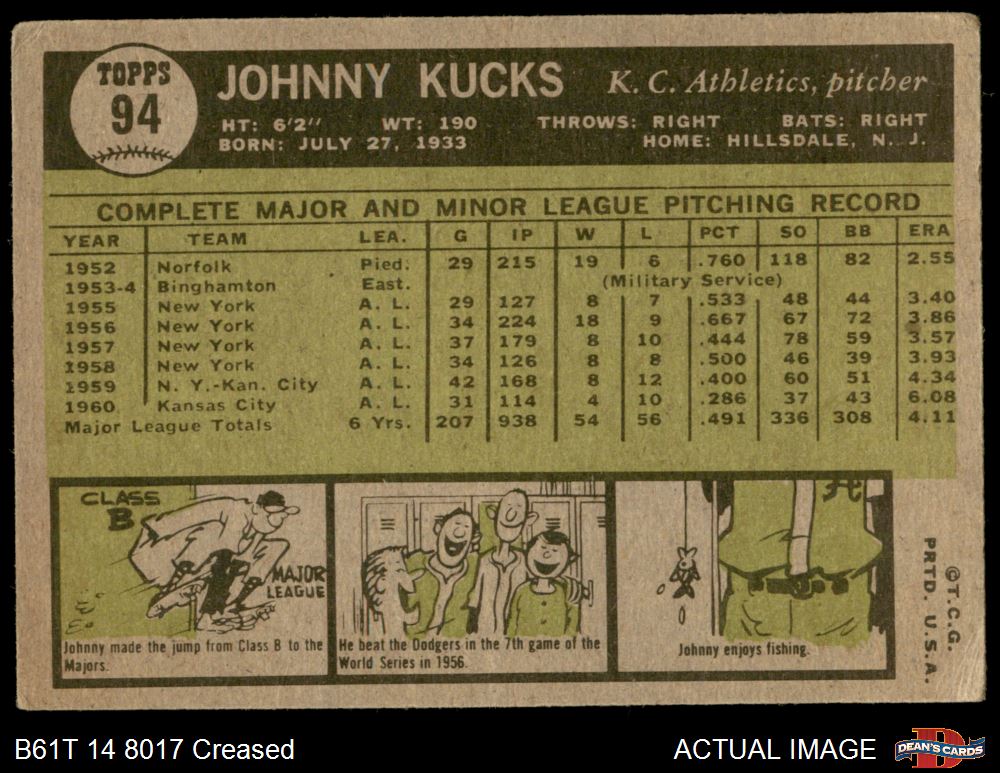 TOPPS
94
JOHNNY KUCKS K. C. Athletics, pitcher
HT: 6'2" WT: 190 THROWS: RIGHT BATS: RIGHT
BORN: JULY 27, 1933 HOME: HILLSDALE, N. J.
COMPLETE MAJOR AND MINOR LEAGUE PITCHING RECORD
YEAR TEAM LEA. G IP W L PCT SO BB ERA
1952 Norfolk Pied. 29 215 19 6 .760 118 82 2.55
1953-4 Binghamton East. (Military Service)
1955 New York A. L. 29 127 8 7 .533 48 44 3.40
1956 New York A. L. 34 224 18 9 .667 67 72 3.86
1957 New York A. L. 37 179 8 10 .444 78 59 3.57
1958 New York A. L. 34 126 8 8 .500 46 39 3.93
1959 N. Y.-Kan. City A. L. 42 168 8 12 .400 60 51 4.34
1960 Kansas City A. L. 31 114 4 10 .286 37 43 6.08
Major League Totals 6 Yrs. 207 938 54 56 .491 336 308 4.11
CLASS
B
MAJOR
LEAGUE
Johnny made the jump from Class B to the
Majors.
He beat the Dodgers in the 7th game of the
World Series in 1956.
A
Johnny enjoys fishing.
©T.C.G.
PRTD. U.S.A.
B61T 14 8017 Creased ACTUAL IMAGE
DEAN'S CARDS